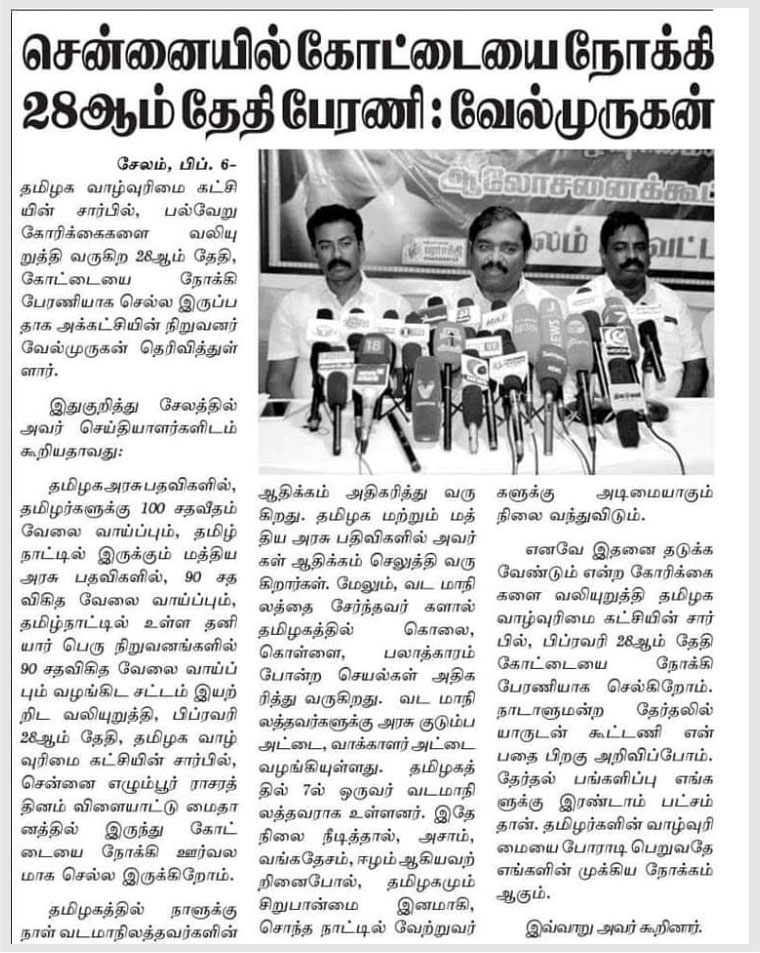 சென்னையில் கோட்டையை நோக்கி
28ஆம் தேதி பேரணி : வேல்முருகன்
சேலம், பிப். 6–
தமிழக வாழ்வுரிமை கட்சி
யின் சார்பில், பல்வேறு
கோரிக்கைகளை வலியு
றுத்தி வருகிற 28ஆம் தேதி,
கோட்டையை நோக்கி
பேரணியாக செல்ல இருப்ப
தாக அக்கட்சியின் நிறுவனர்
வேல்முருகன் தெரிவித்துள்
ளார்.
இதுகுறித்து சேலத்தில்
அவர் செய்தியாளர்களிடம்
கூறியதாவது:
தமிழக அரசு பதவிகளில்,
தமிழர்களுக்கு 100 சதவீதம்
வேலை வாய்ப்பும், தமிழ்
நாட்டில் இருக்கும் மத்திய
அரசு பதவிகளில், 90 சத
விகித வேலை வாய்ப்பும்,
தமிழ்நாட்டில் உள்ள தனி
யார் பெரு நிறுவனங்களில்
90 சதவிகித வேலை வாய்ப்
பும் வழங்கிட சட்டம் இயற்
றிட வலியுறுத்தி, பிப்ரவரி
28ஆம் தேதி, தமிழக வாழ்
வுரிமை கட்சியின் சார்பில்,
சென்னை எழும்பூர் ராசரத்
தினம் விளையாட்டு மைதா
னத்தில் இருந்து கோட்
டையை நோக்கி ஊர்வல
மாக செல்ல இருக்கிறோம்.
தமிழகத்தில் நாளுக்கு
நாள் வடமாநிலத்தவர்களின்
ஆலோசனைக்கூட்
ஆதிக்கம் அதிகரித்து வரு
கிறது. தமிழக மற்றும் மத்
திய அரசு பதிவிகளில் அவர்
கள் ஆதிக்கம் செலுத்தி வரு
கிறார்கள். மேலும், வட மாநி
லத்தை சேர்ந்தவர் களால்
தமிழகத்தில் கொலை,
கொள்ளை, பலாத்காரம்
போன்ற செயல்கள் அதிக
ரித்து வருகிறது. வட மாநி
லத்தவர்களுக்கு அரசு குடும்ப
அட்டை, வாக்காளர் அட்டை
வழங்கியுள்ளது. தமிழகத்
தில் 7ல் ஒருவர் வடமாநி
லத்தவராக உள்ளனர். இதே
நிலை நீடித்தால், அசாம்,
வங்கதேசம், ஈழம் ஆகியவற்
றினைபோல், தமிழகமும்
சிறுபான்மை இனமாகி,
சொந்த நாட்டில் வேற்றுவர்
களுக்கு அடிமையாகும்
நிலை வந்துவிடும்.
எனவே இதனை தடுக்க
வேண்டும் என்ற கோரிக்கை
களை வலியுறுத்தி தமிழக
வாழ்வுரிமை கட்சியின் சார்
பில், பிப்ரவரி 28ஆம் தேதி
கோட்டையை நோக்கி
பேரணியாக செல்கிறோம்.
நாடாளுமன்ற தேர்தலில்
யாருடன் கூட்டணி என்
பதை பிறகு அறிவிப்போம்.
தேர்தல் பங்களிப்பு எங்க
ளுக்கு இரண்டாம் பட்சம்
தான். தமிழர்களின் வாழ்வுரி
மையை போராடி பெறுவதே
எங்களின் முக்கிய நோக்கம்
ஆகும்.
இவ்வாறு அவர் கூறினார்.